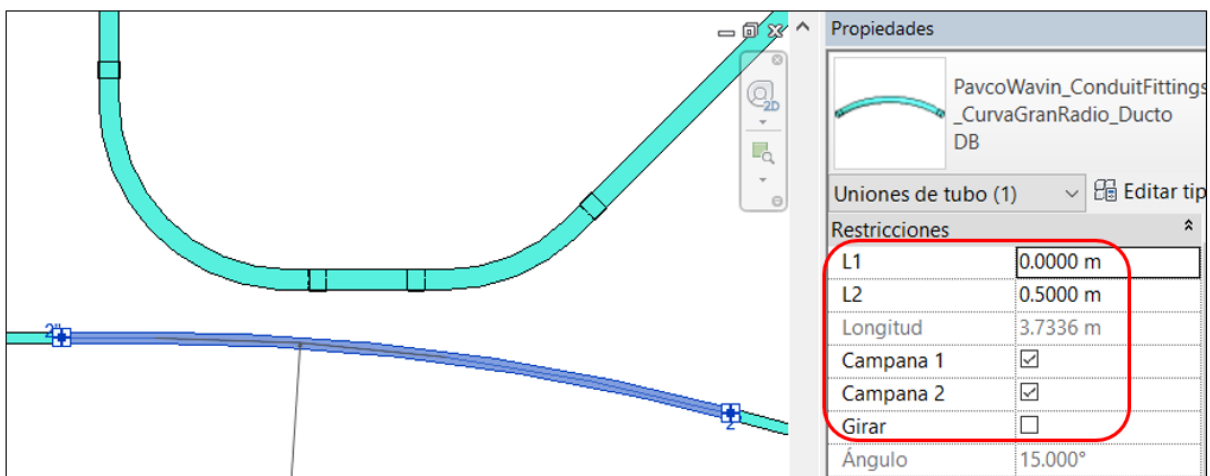 2D
2"
2
Propiedades
PavcoWavin_ConduitFittings
_CurvaGranRadio_Ducto
DB
Uniones de tubo (1)
Editar tip
Restricciones
L1 0.0000 m
L2 0.5000 m
Longitud 3.7336 m
Campana 1
Campana 2
Girar
Ángulo 15.000°